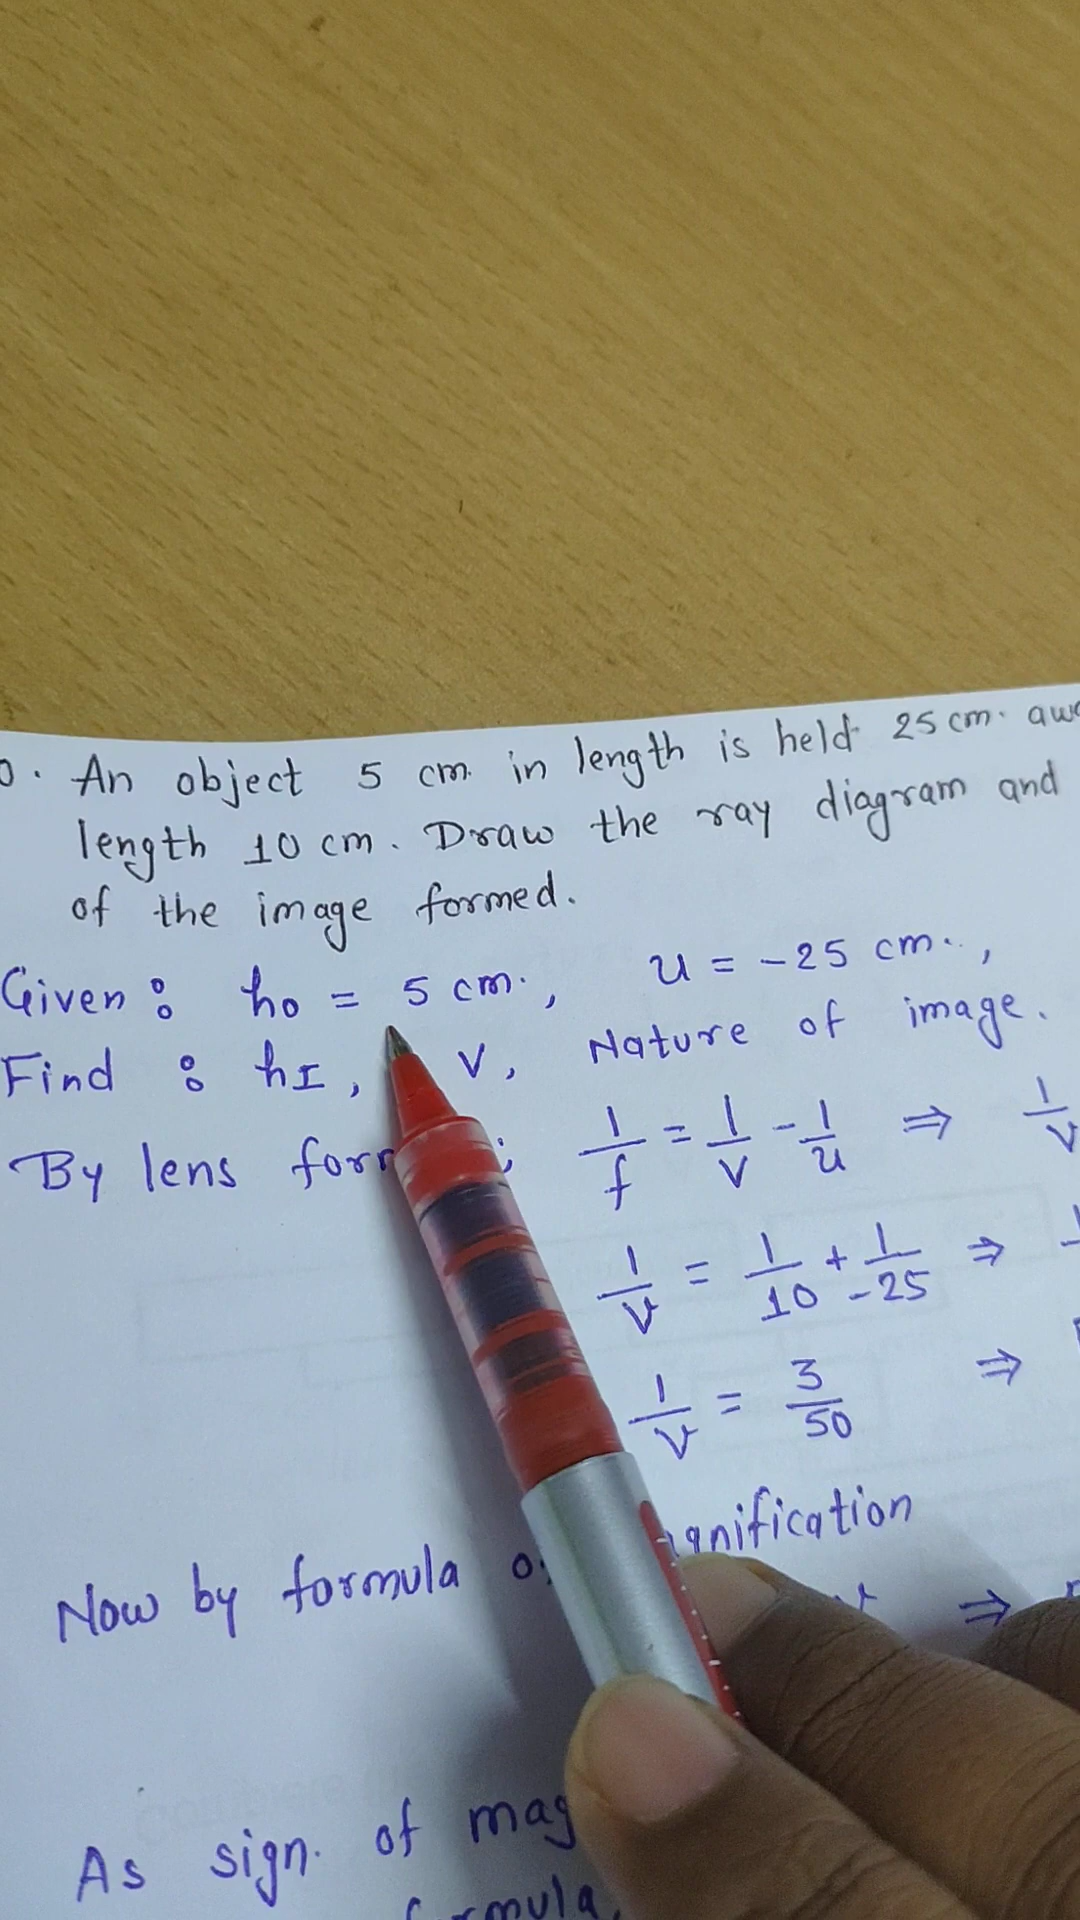 An object 5 cm. in length is held 25 cm.
length 10 cm. Draw the ray diagram and
of the image formed.
Given : ho = 5 cm., u = -25 cm.,
Find : hI, v, Nature of image.
By lens 1/f = 1/v - 1/u ⇒ 1/v
1/v = 1/10 + 1/-25 ⇒
1/v = 3/50 ⇒
Now by formula
⇒
As sign. of